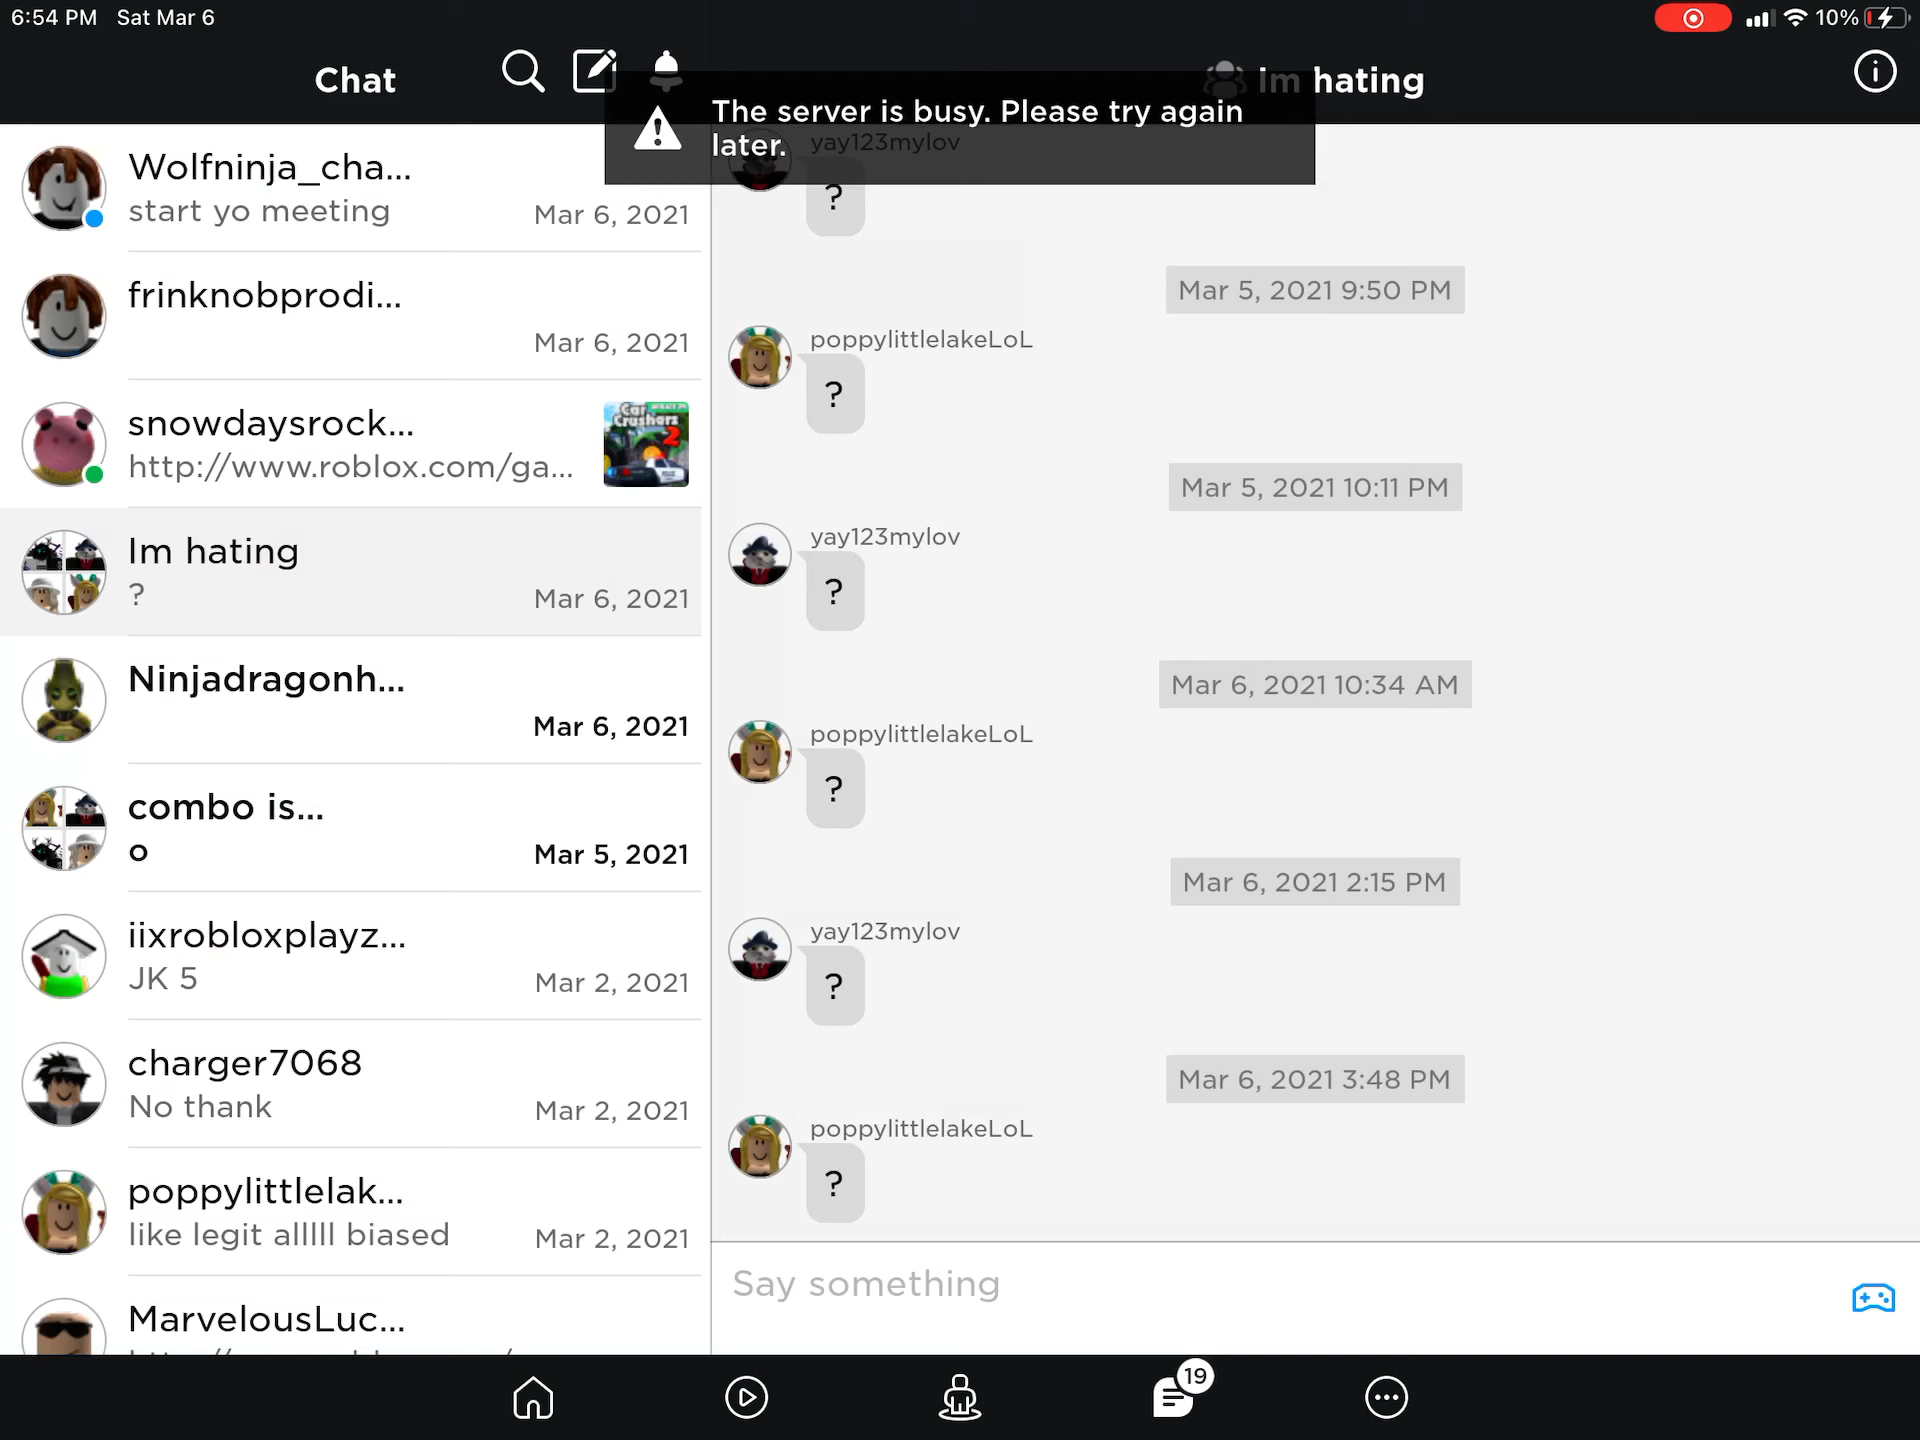 6:54 PM Sat Mar 6
10%
Chat
Im hating
The server is busy. Please try again
later.
Wolfninja_cha...
start yo meeting
Mar 6, 2021
frinknobprodi...
Mar 6, 2021
snowdaysrock...
http://www.roblox.com/ga...
Car
Crushers
2
Im hating
?
Mar 6, 2021
Ninjadragonh...
Mar 6, 2021
combo is...
o
Mar 5, 2021
iixrobloxplayz...
JK 5
Mar 2, 2021
charger7068
No thank
Mar 2, 2021
poppylittlelak...
like legit alllll biased
Mar 2, 2021
MarvelousLuc...
yay123mylov
?
Mar 5, 2021 9:50 PM
poppylittlelakeLoL
?
Mar 5, 2021 10:11 PM
yay123mylov
?
Mar 6, 2021 10:34 AM
poppylittlelakeLoL
?
Mar 6, 2021 2:15 PM
yay123mylov
?
Mar 6, 2021 3:48 PM
poppylittlelakeLoL
?
Say something
19